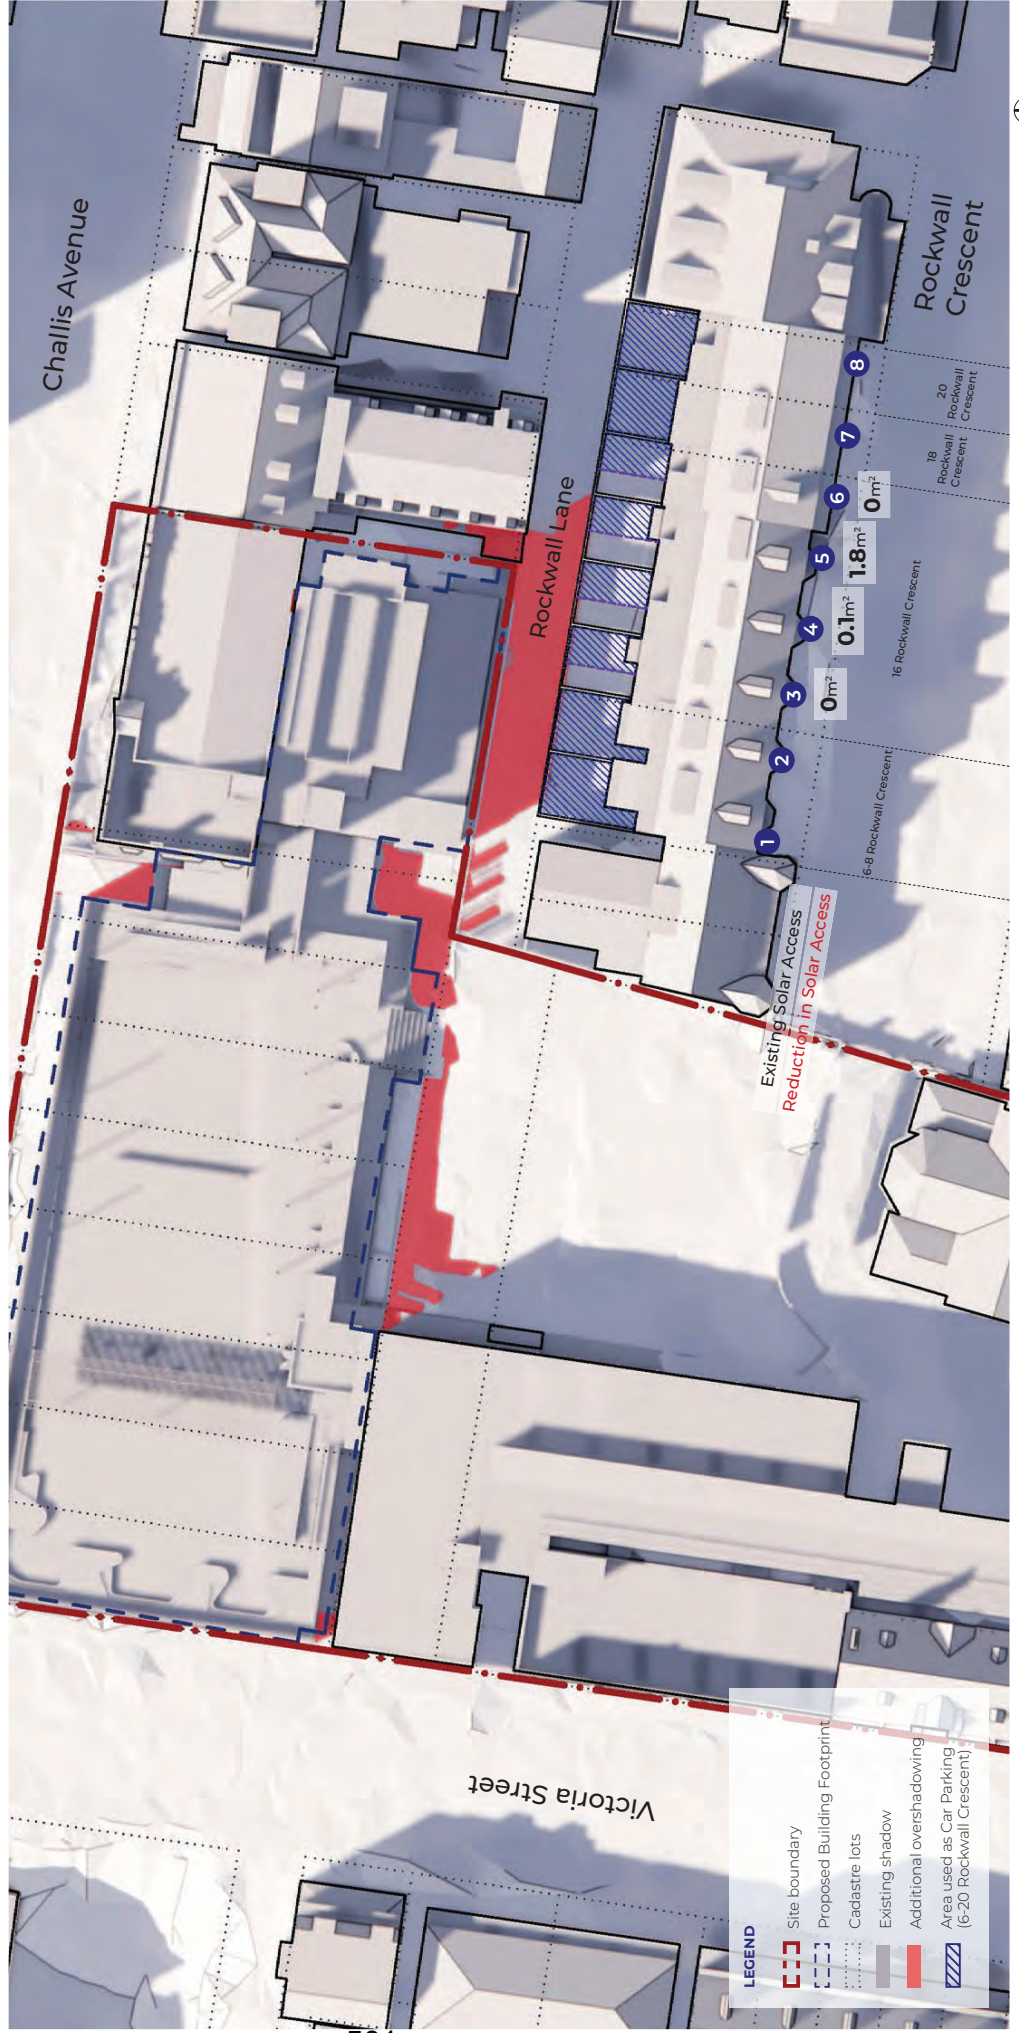 Challis Avenue
Rockwall Lane
Rockwall
Crescent
20
Rockwall
Crescent
18
Rockwall
Crescent
16 Rockwall Crescent
6-8 Rockwall Crescent
1
2
3
4
5
6
7
8
0m²
0.1m²
1.8m²
0m²
Existing Solar Access
Reduction in Solar Access
Victoria Street
LEGEND
Site boundary
Proposed Building Footprint
Cadastre lots
Existing shadow
Additional overshadowing
Area used as Car Parking
(6-20 Rockwall Crescent)